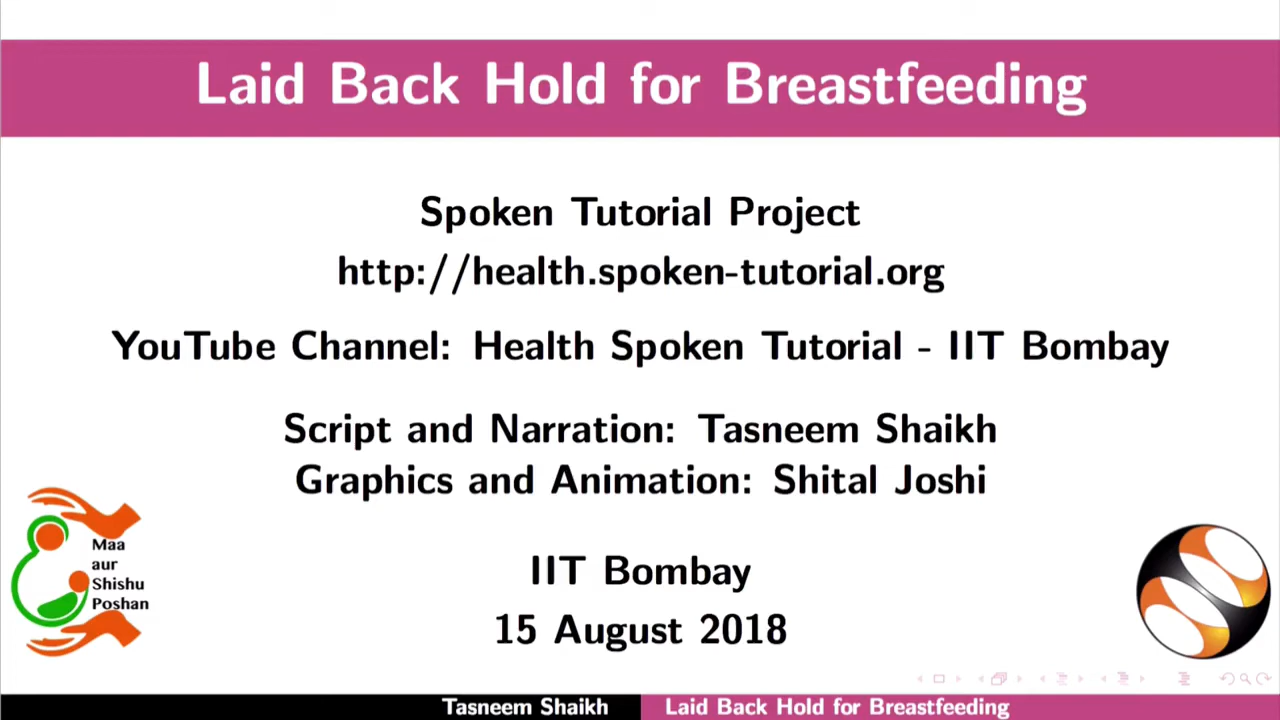 Laid Back Hold for Breastfeeding
Spoken Tutorial Project
http://health.spoken-tutorial.org
YouTube Channel: Health Spoken Tutorial - IIT Bombay
Script and Narration: Tasneem Shaikh
Graphics and Animation: Shital Joshi
Maa
aur
Shishu
Poshan
IIT Bombay
15 August 2018
Tasneem Shaikh
Laid Back Hold for Breastfeeding